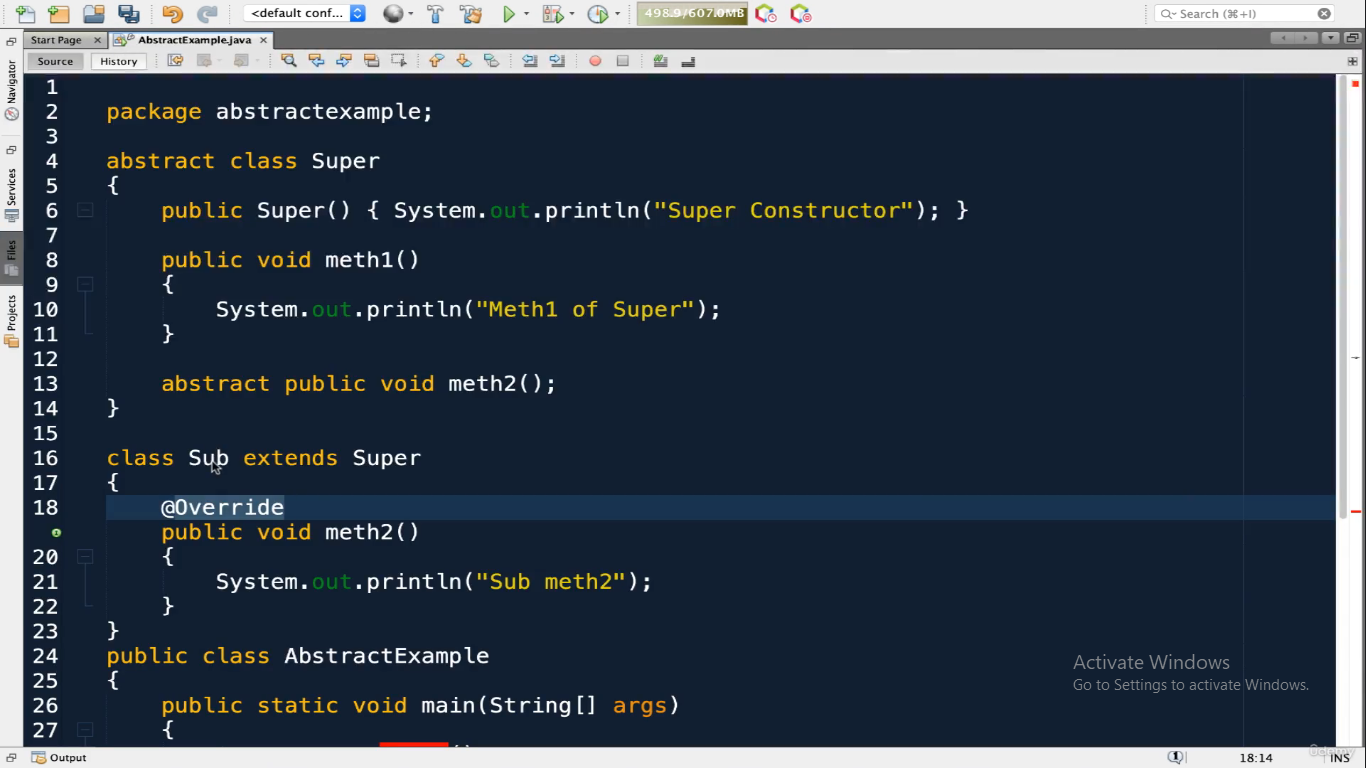 <default conf...
498.9/607.0MB
Search (⌘+I)
Start Page
AbstractExample.java
Source
History
Navigator
Services
Files
Projects
1
2 package abstractexample;
3
4 abstract class Super
5 {
6 public Super() { System.out.println("Super Constructor"); }
7
8 public void meth1()
9 {
10 System.out.println("Meth1 of Super");
11 }
12
13 abstract public void meth2();
14 }
15
16 class Sub extends Super
17 {
18 @Override
public void meth2()
20 {
21 System.out.println("Sub meth2");
22 }
23 }
24 public class AbstractExample
25 {
26 public static void main(String[] args)
27 {
Activate Windows
Go to Settings to activate Windows.
Output
1
18:14
INS
Udemy